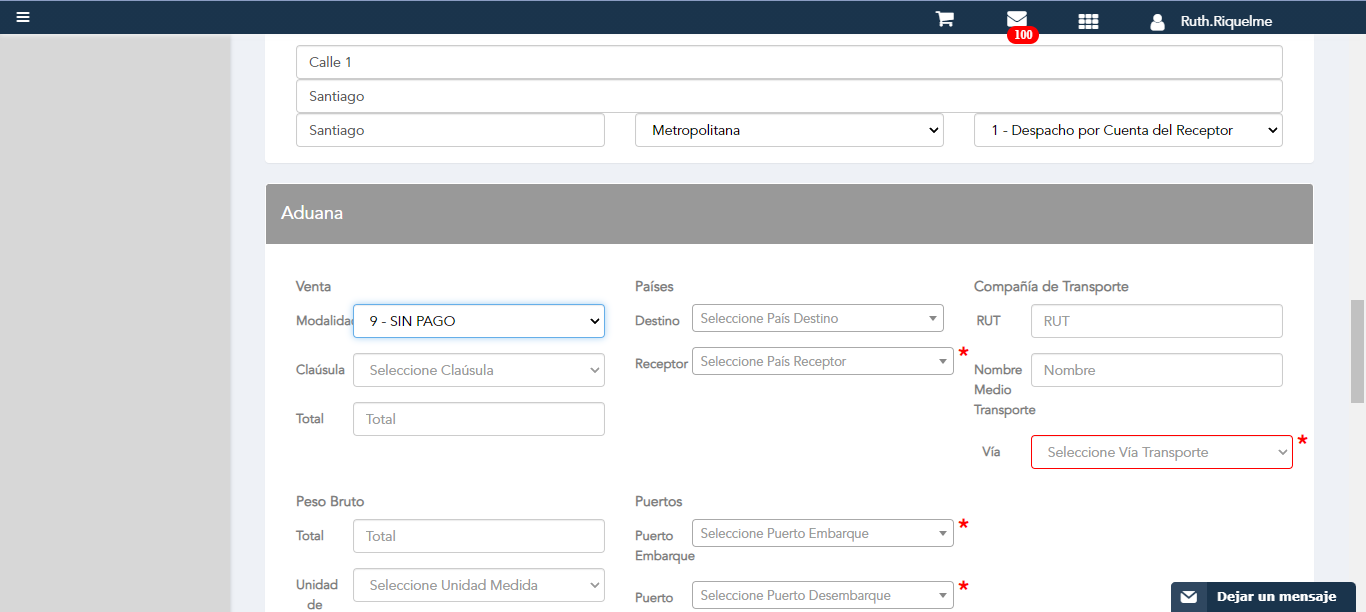 Ruth.Riquelme
100
Calle 1
Santiago
Santiago Metropolitana 1 - Despacho por Cuenta del Receptor
Aduana
Venta Países Compañía de Transporte
Modalidad 9 - SIN PAGO Destino Seleccione País Destino RUT RUT
Claúsula Seleccione Claúsula Receptor Seleccione País Receptor * Nombre Nombre
Medio
Transporte
Total Total
Vía Seleccione Vía Transporte *
Peso Bruto Puertos
Total Total Puerto Seleccione Puerto Embarque *
Embarque
Unidad Seleccione Unidad Medida Puerto Seleccione Puerto Desembarque *
de
Dejar un mensaje